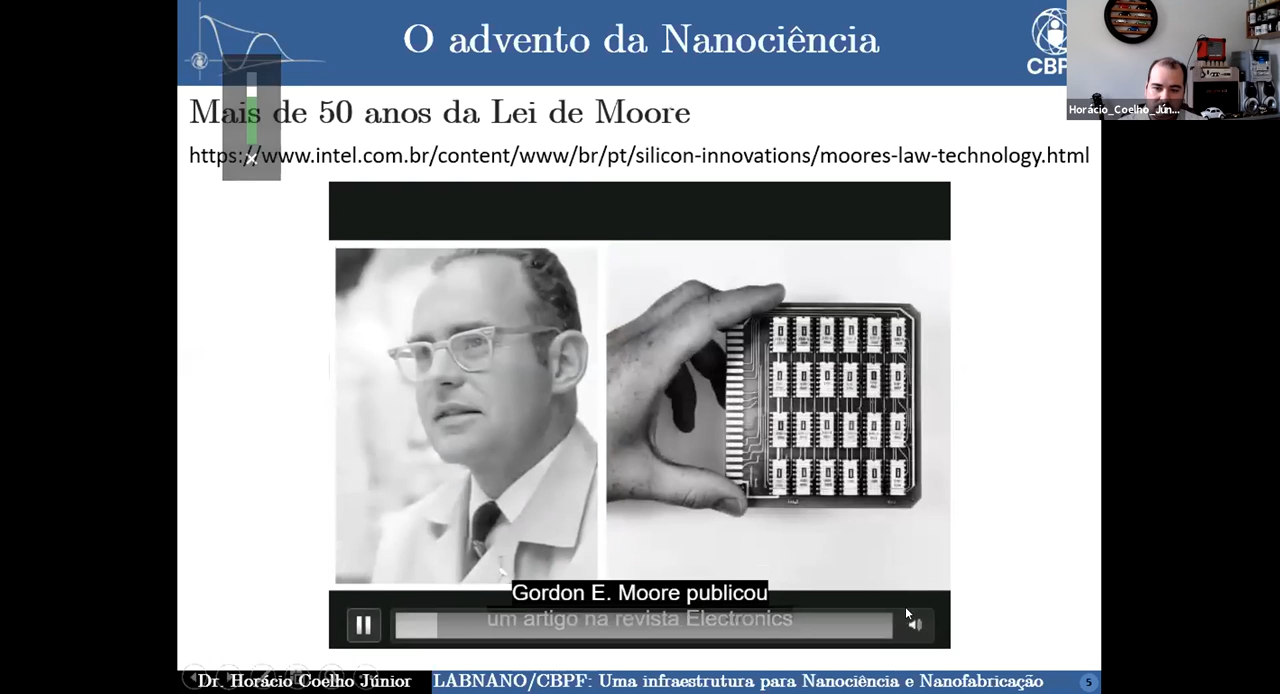 O advento da Nanociência
CBPF
Horácio_Coelho_Jún...
Mais de 50 anos da Lei de Moore
https://www.intel.com.br/content/www/br/pt/silicon-innovations/moores-law-technology.html
Gordon E. Moore publicou
um artigo na revista Electronics
Dr. Horácio Coelho Júnior
LABNANO/CBPF: Uma infraestrutura para Nanociência e Nanofabricação
5